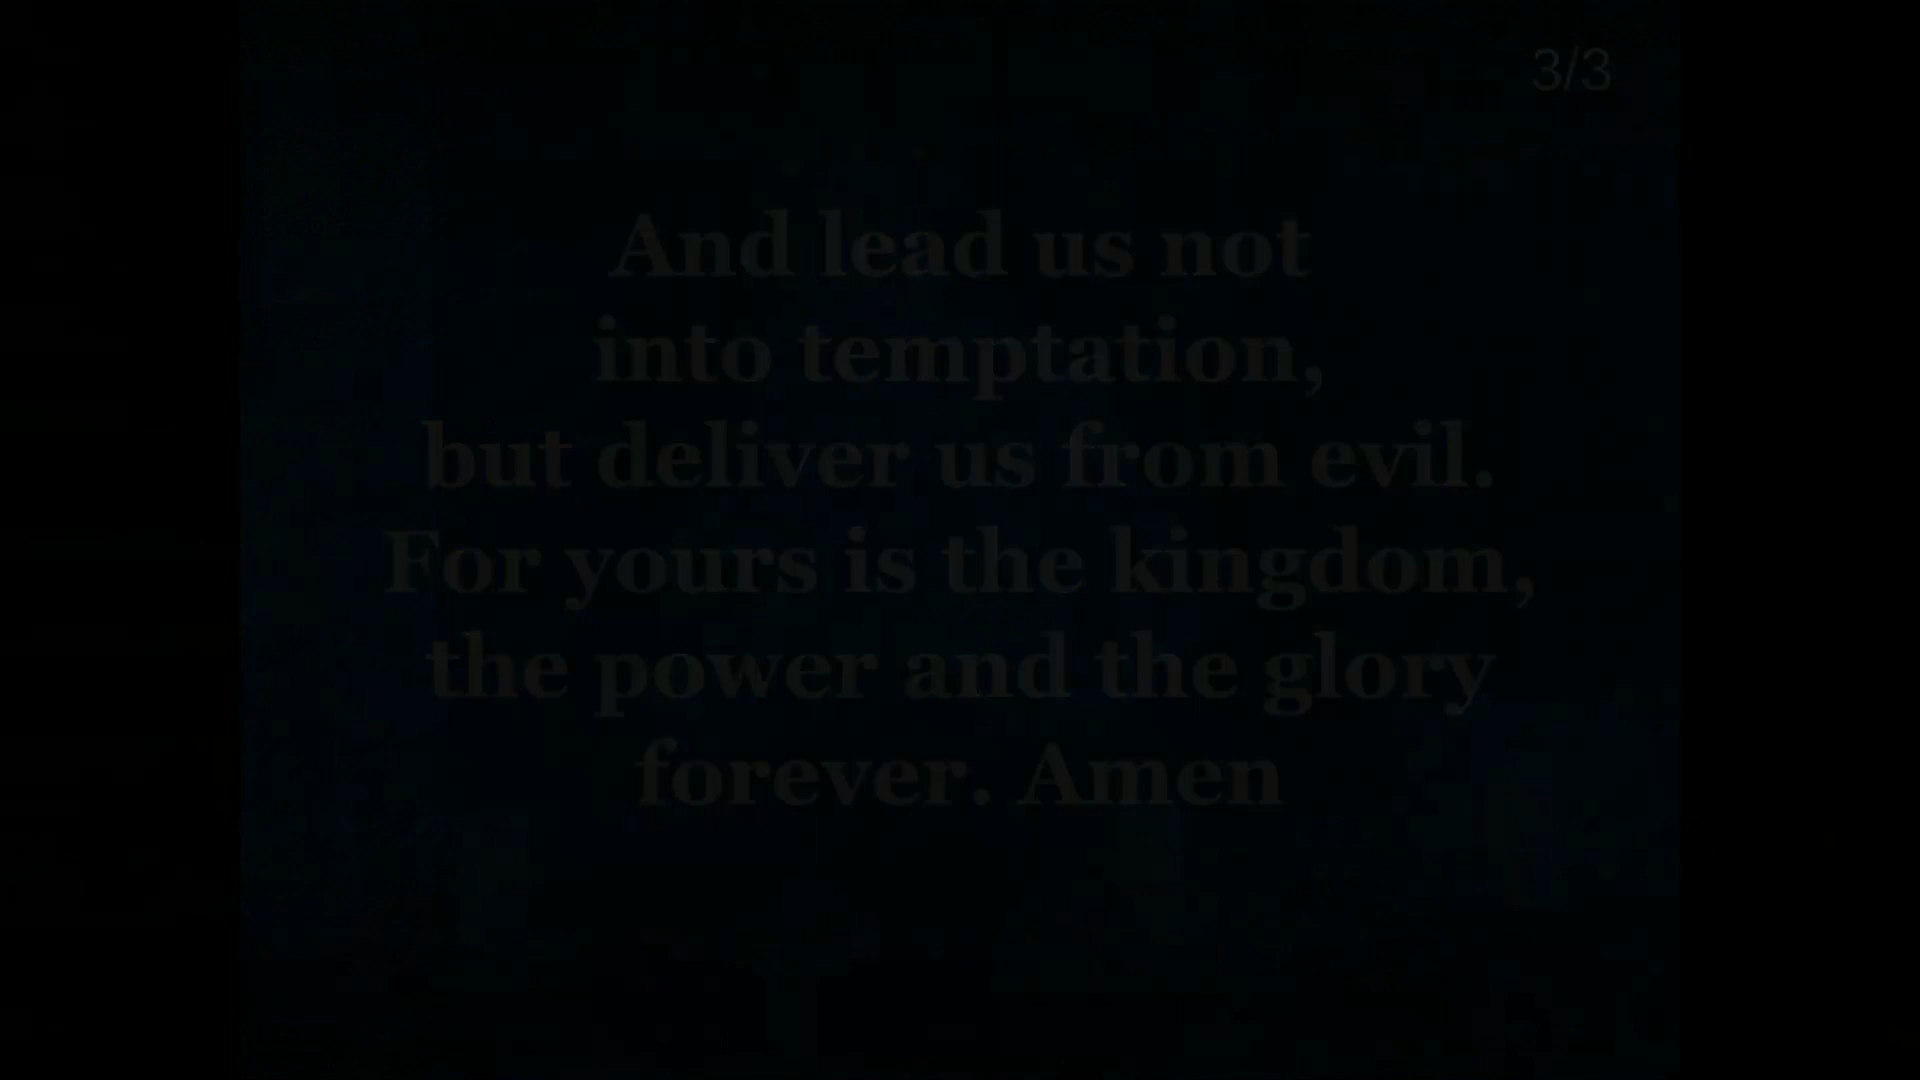 3/3
And lead us not
into temptation,
but deliver us from evil.
For yours is the kingdom,
the power and the glory
forever. Amen